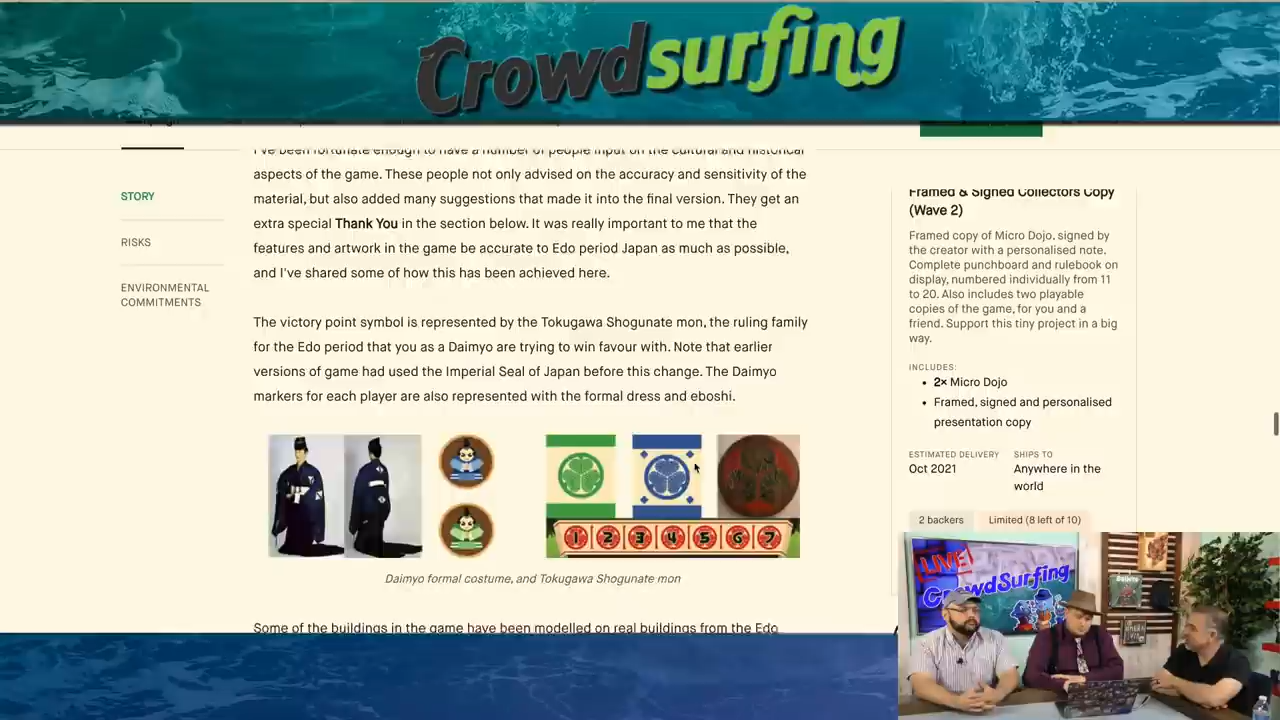 Crowdsurfing
I've been fortunate enough to have a number of people input on the cultural and historical
aspects of the game. These people not only advised on the accuracy and sensitivity of the
material, but also added many suggestions that made it into the final version. They get an
extra special Thank You in the section below. It was really important to me that the
features and artwork in the game be accurate to Edo period Japan as much as possible,
and I've shared some of how this has been achieved here.
The victory point symbol is represented by the Tokugawa Shogunate mon, the ruling family
for the Edo period that you as a Daimyo are trying to win favour with. Note that earlier
versions of game had used the Imperial Seal of Japan before this change. The Daimyo
markers for each player are also represented with the formal dress and eboshi.
1 2 3 4 5 6 7
Daimyo formal costume, and Tokugawa Shogunate mon
Some of the buildings in the game have been modelled on real buildings from the Edo
STORY
RISKS
ENVIRONMENTAL
COMMITMENTS
Framed & Signed Collectors Copy
(Wave 2)
Framed copy of Micro Dojo, signed by
the creator with a personalised note.
Complete punchboard and rulebook on
display, numbered individually from 11
to 20. Also includes two playable
copies of the game, for you and a
friend. Support this tiny project in a big
way.
INCLUDES:
• 2× Micro Dojo
• Framed, signed and personalised
presentation copy
ESTIMATED DELIVERY
Oct 2021
SHIPS TO
Anywhere in the
world
2 backers
Limited (8 left of 10)
LIVE
CrowdSurfing